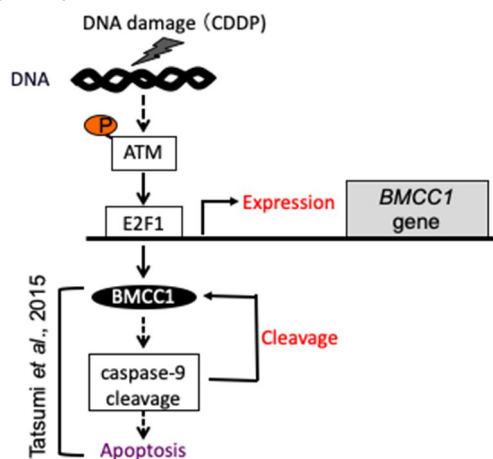 DNA damage (CDDP)
DNA
P
ATM
E2F1
Expression
BMCC1
gene
BMCC1
Cleavage
caspase-9
cleavage
Apoptosis
Tatsumi et al., 2015